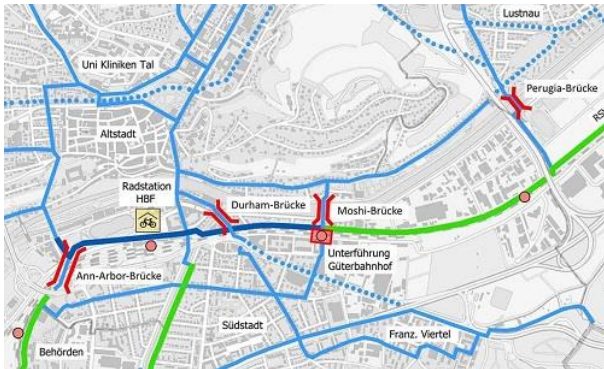 Lustnau
Uni Kliniken Tal
Perugia-Brücke
RS
Altstadt
Radstation
HBF
Durham-Brücke
Moshi-Brücke
Unterführung
Güterbahnhof
Ann-Arbor-Brücke
Südstadt
Franz. Viertel
Behörden